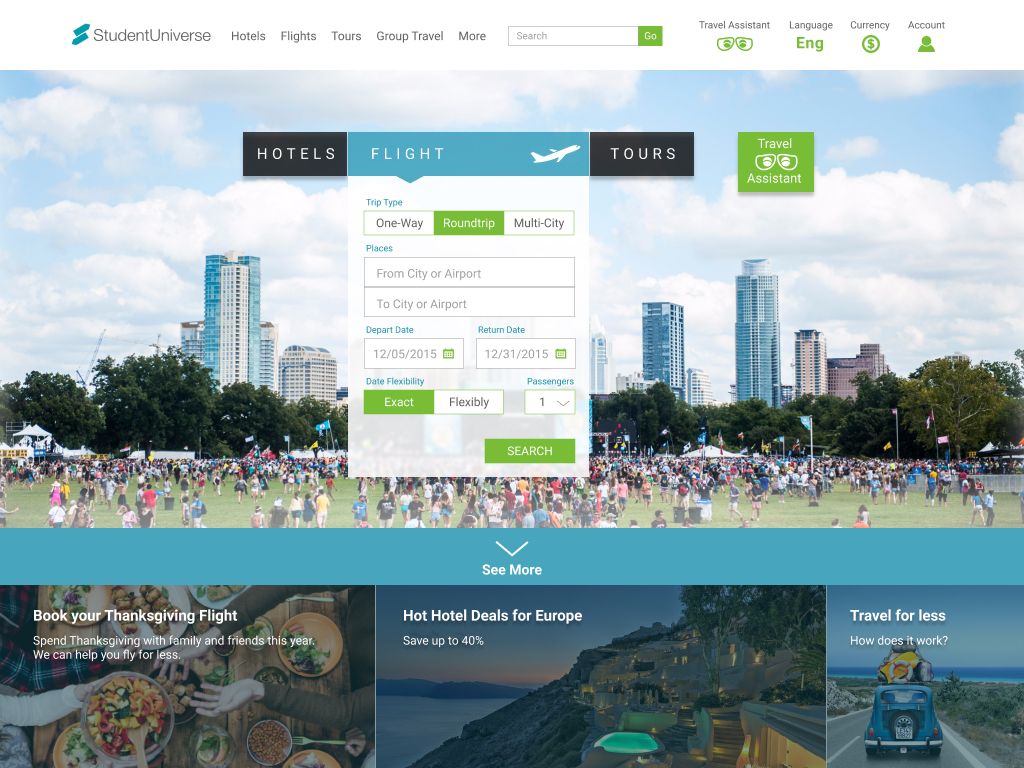 StudentUniverse
Hotels Flights Tours Group Travel More
Search Go
Travel Assistant Language Currency Account
Eng
$
HOTELS FLIGHT TOURS
Travel
Assistant
Trip Type
One-Way Roundtrip Multi-City
Places
From City or Airport
To City or Airport
Depart Date Return Date
12/05/2015 12/31/2015
Date Flexibility Passengers
Exact Flexibly 1
SEARCH
See More
Book your Thanksgiving Flight
Spend Thanksgiving with family and friends this year.
We can help you fly for less.
Hot Hotel Deals for Europe
Save up to 40%
Travel for less
How does it work?